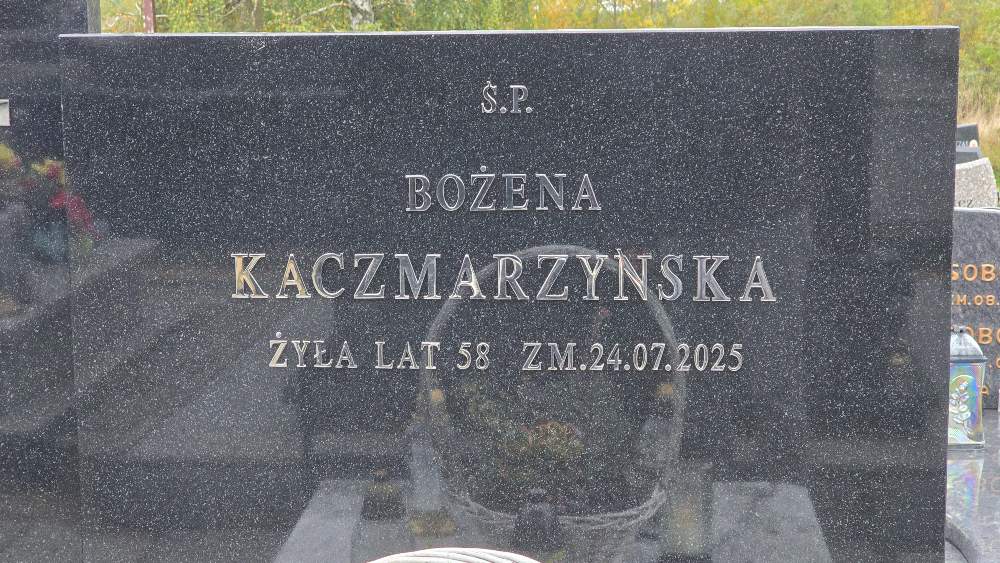 Ś.P.
BOŻENA
KACZMARZYŃSKA
ŻYŁA LAT 58 ZM.24.07.2025